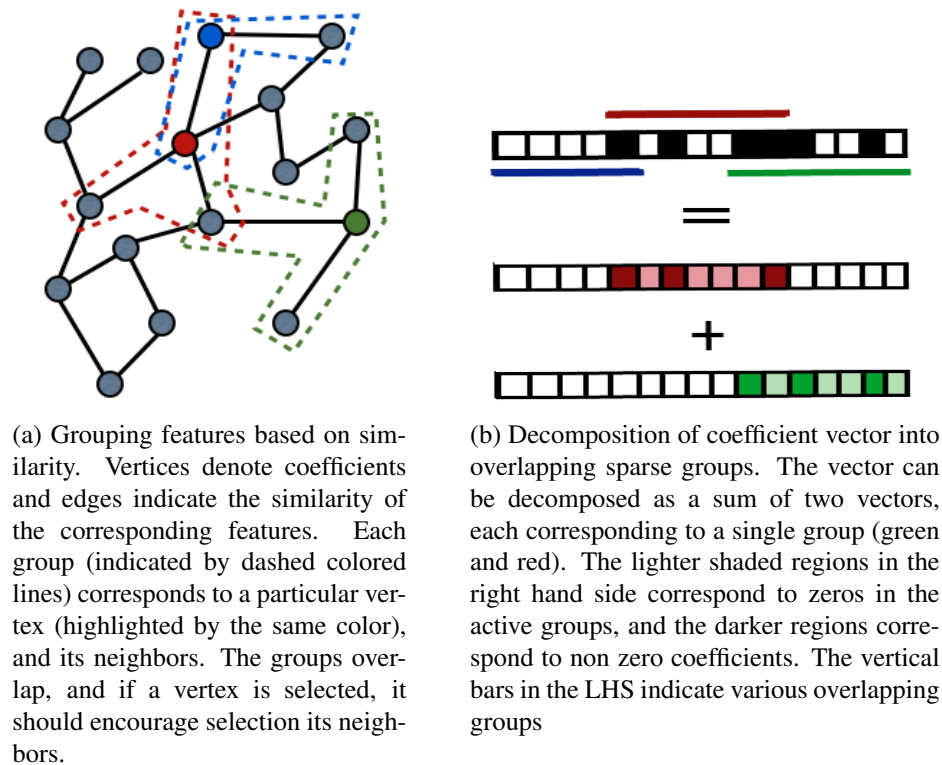 (a) Grouping features based on sim-
ilarity. Vertices denote coefficients
and edges indicate the similarity of
the corresponding features. Each
group (indicated by dashed colored
lines) corresponds to a particular ver-
tex (highlighted by the same color),
and its neighbors. The groups over-
lap, and if a vertex is selected, it
should encourage selection its neigh-
bors.
=
+
(b) Decomposition of coefficient vector into
overlapping sparse groups. The vector can
be decomposed as a sum of two vectors,
each corresponding to a single group (green
and red). The lighter shaded regions in the
right hand side correspond to zeros in the
active groups, and the darker regions corre-
spond to non zero coefficients. The vertical
bars in the LHS indicate various overlapping
groups